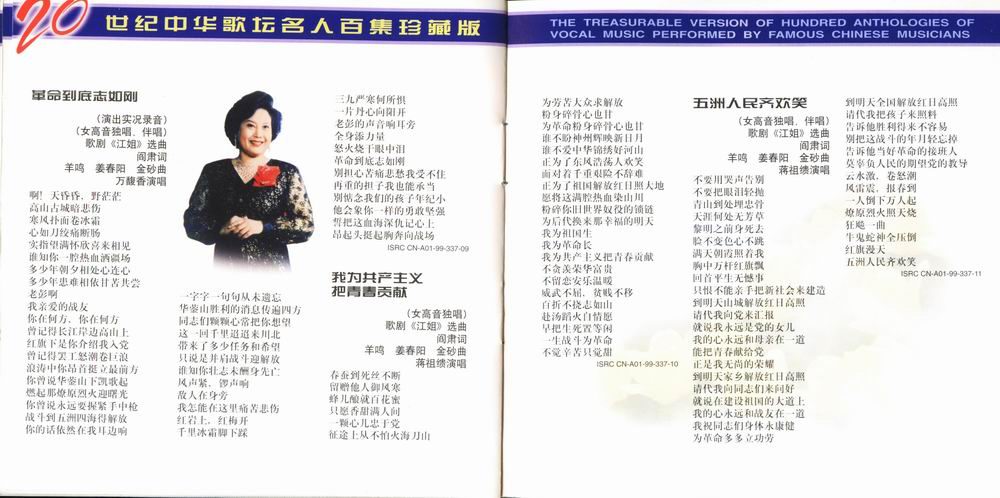 20世纪中华歌坛名人百集珍藏版
革命到底志如刚
(演出实况录音)
(女高音独唱、伴唱)
歌剧《江姐》选曲
阎肃词
羊鸣 姜春阳 金砂曲
万馥香演唱
啊!天昏昏,野茫茫
高山古城暗悲伤
寒风扑面卷冰霜
心如刀绞痛断肠
实指望满怀欣喜来相见
谁知你一腔热血洒疆场
多少年朝夕相处心连心
多少年患难相依甘苦共尝
老彭啊
我亲爱的战友
你在何方,你在何方
曾记得长江岸边高山上
红旗下是你介绍我入党
曾记得罢工怒潮卷巨浪
浪涛中你昂首挺立最前方
你曾说华蓥山下凯歌起
燃起那燎原烈火迎曙光
你曾说永远要握紧手中枪
战斗到五洲四海得解放
你的话依然在我耳边响
一字字一句句从未遗忘
华蓥山胜利的消息传遍四方
同志们颗颗心常把你想望
这一回千里迢迢来川北
带来了多少任务和希望
只说是并肩战斗迎解放
谁知你壮志未酬身先亡
风声紧,锣声响
敌人在身旁
我怎能在这里痛苦悲伤
红岩上,红梅开
千里冰霜脚下踩
三九严寒何所惧
一片丹心向阳开
老彭的声音响耳旁
全身添力量
怒火烧干眼中泪
革命到底志如刚
别担心苦痛悲愁我受不住
再重的担子我也能承当
别惦念我们的孩子年纪小
他会象你一样的勇敢坚强
誓把这血海深仇记心上
昂起头挺起胸奔向战场
ISRC CN-A01-99-337-09
我为共产主义
把青春贡献
(女高音独唱)
歌剧《江姐》选曲
阎肃词
羊鸣 姜春阳 金砂曲
蒋祖缋演唱
春蚕到死丝不断
留赠他人御风寒
蜂儿酿就百花蜜
只愿香甜满人间
一颗心儿忠于党
征途上从不怕火海刀山
THE TREASURABLE VERSION OF HUNDRED ANTHOLOGIES OF
VOCAL MUSIC PERFORMED BY FAMOUS CHINESE MUSICIANS
为劳苦大众求解放
粉身碎骨心也甘
为革命粉身碎骨心也甘
谁不盼神州辉映新日月
谁不爱中华锦绣好河山
正为了东风浩荡人欢笑
面对着千重艰险不辞难
正为了祖国解放红日照大地
愿将这满腔热血染山川
粉碎你旧世界奴役的锁链
为后代换来那幸福的明天
我为祖国生
我为革命长
我为共产主义把青春贡献
不贪羡荣华富贵
不留恋安乐温暖
威武不屈,贫贱不移
百折不挠志如山
赴汤蹈火自情愿
早把生死置等闲
一生战斗为革命
不觉辛苦只觉甜
ISRC CN-A01-99-337-10
五洲人民齐欢笑
(女高音独唱、伴唱)
歌剧《江姐》选曲
阎肃词
羊鸣 姜春阳 金砂曲
蒋祖缋演唱
不要用哭声告别
不要把眼泪轻抛
青山到处埋忠骨
天涯何处无芳草
黎明之前身死去
脸不变色心不跳
满天朝霞照着我
胸中万杆红旗飘
回首平生无憾事
只恨不能亲手把新社会来建造
到明天山城解放红日高照
请代我向党来汇报
就说我永远是党的女儿
我的心永远和母亲在一道
能把青春献给党
正是我无尚的荣耀
到明天家乡解放红日高照
请代我向同志们来问好
就说在建设祖国的大道上
我的心永远和战友在一道
我祝同志们身体永康健
为革命多多立功劳
到明天全国解放红日高照
请代我把孩子来照料
告诉他胜利得来不容易
别把这战斗的年月轻忘掉
告诉他当好革命的接班人
莫辜负人民的期望党的教导
云水激,卷怒潮
风雷震,报春到
一人倒下万人起
燎原烈火照天烧
狂飚一曲
牛鬼蛇神全压倒
红旗漫天
五洲人民齐欢笑
ISRC CN-A01-99-337-11